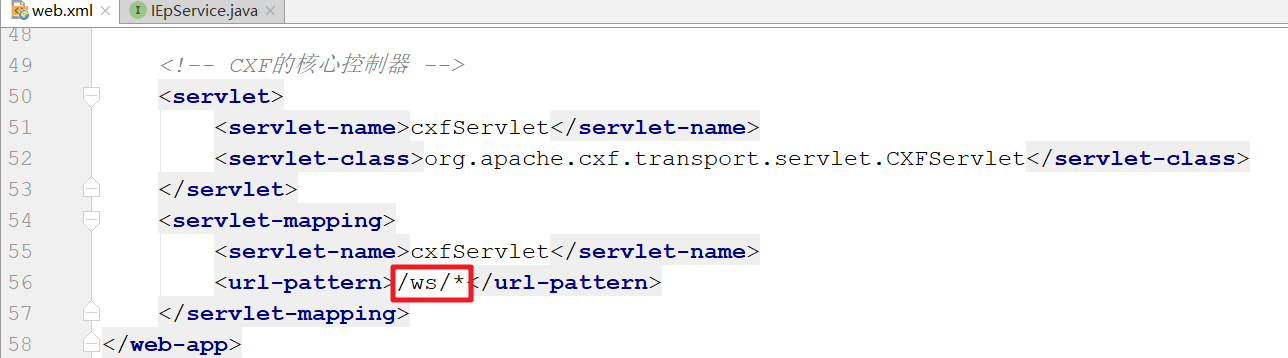 web.xml × IEpService.java ×
48
49 <!-- CXF的核心控制器 -->
50 <servlet>
51 <servlet-name>cxfServlet</servlet-name>
52 <servlet-class>org.apache.cxf.transport.servlet.CXFServlet</servlet-class>
53 </servlet>
54 <servlet-mapping>
55 <servlet-name>cxfServlet</servlet-name>
56 <url-pattern>/ws/*</url-pattern>
57 </servlet-mapping>
58 </web-app>